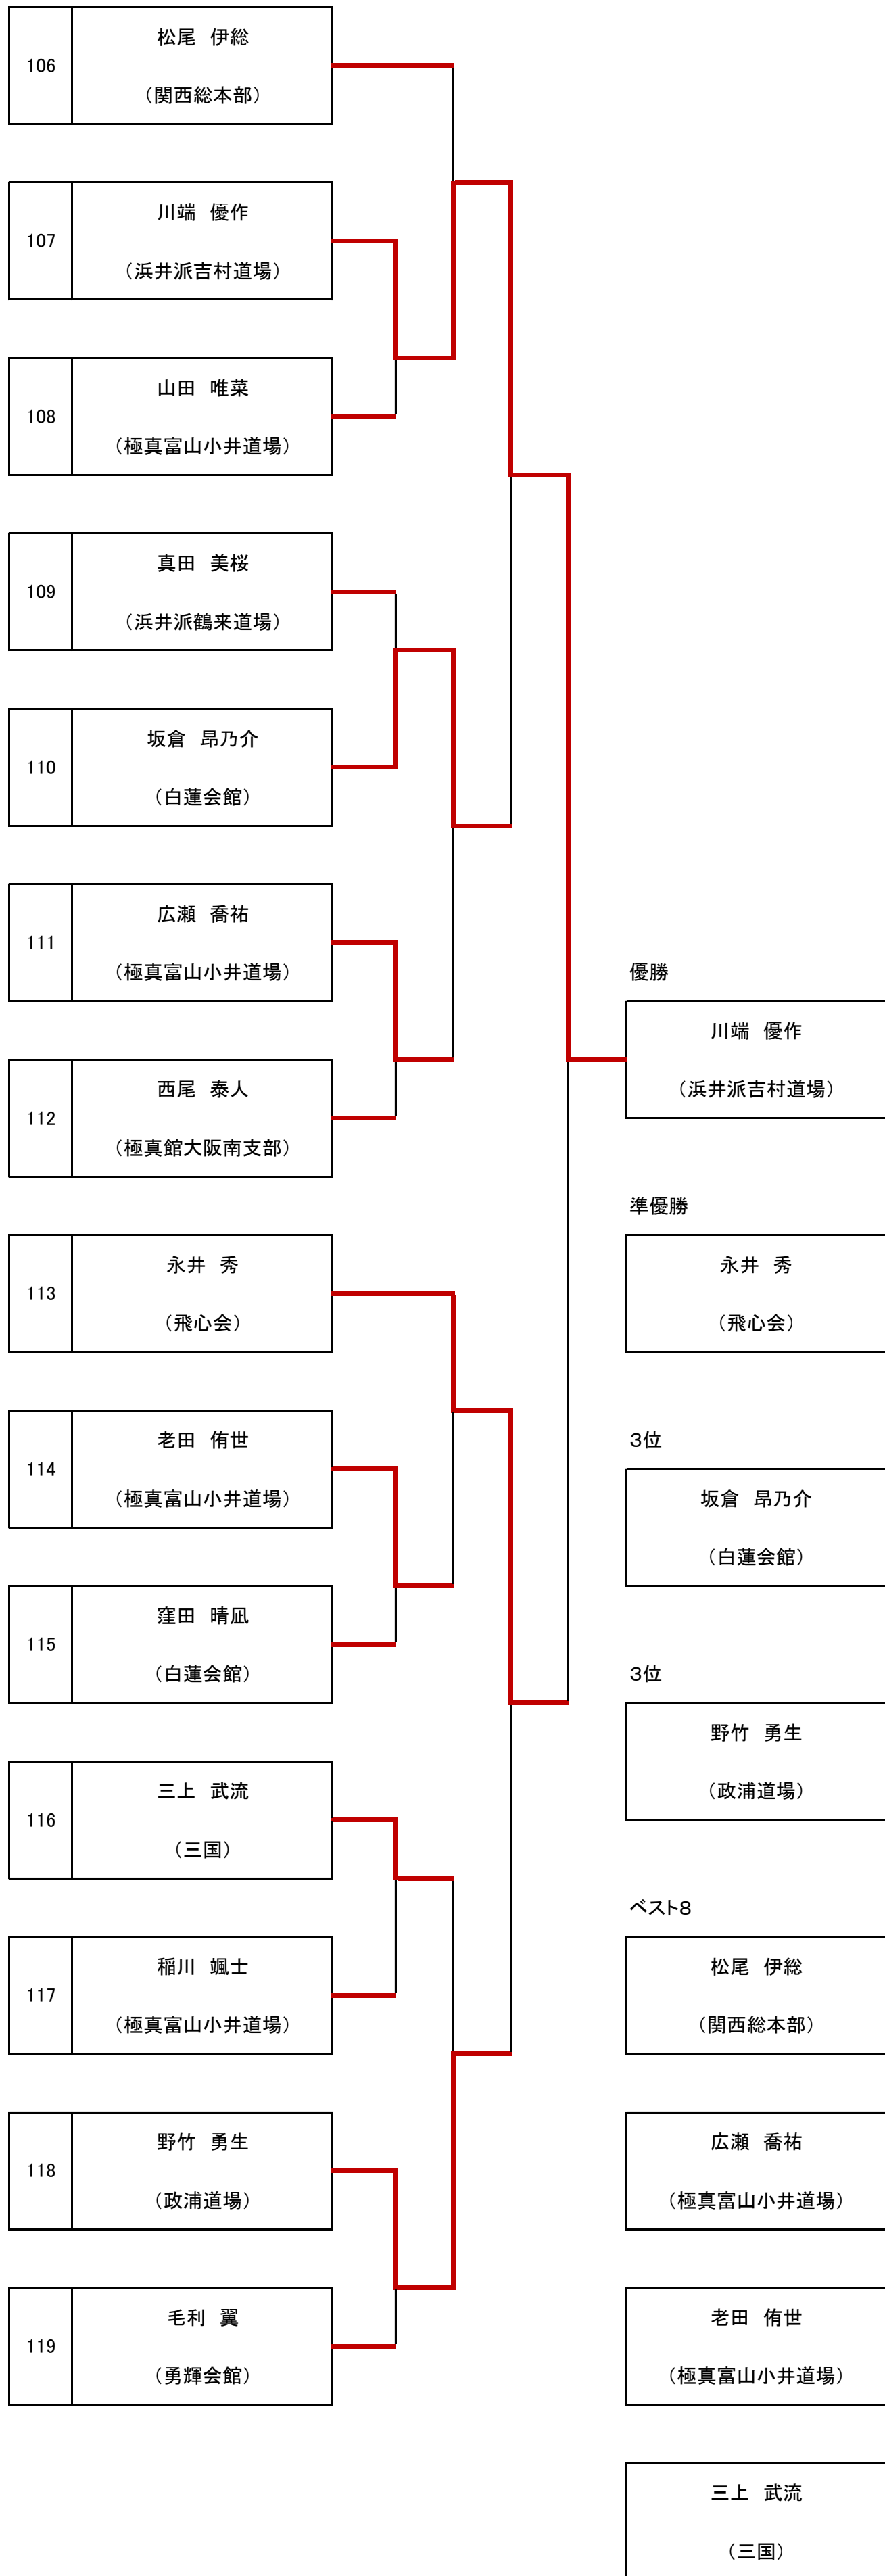 106
松尾　伊総
（関西総本部）
107
川端　優作
（浜井派吉村道場）
108
山田　唯菜
（極真富山小井道場）
109
真田　美桜
（浜井派鶴来道場）
110
坂倉　昂乃介
（白蓮会館）
111
広瀬　喬祐
（極真富山小井道場）
112
西尾　泰人
（極真館大阪南支部）
113
永井　秀
（飛心会）
114
老田　侑世
（極真富山小井道場）
115
窪田　晴凪
（白蓮会館）
116
三上　武流
（三国）
117
稲川　颯士
（極真富山小井道場）
118
野竹　勇生
（政浦道場）
119
毛利　翼
（勇輝会館）
優勝
川端　優作
（浜井派吉村道場）
準優勝
永井　秀
（飛心会）
3位
坂倉　昂乃介
（白蓮会館）
3位
野竹　勇生
（政浦道場）
ベスト8
松尾　伊総
（関西総本部）
広瀬　喬祐
（極真富山小井道場）
老田　侑世
（極真富山小井道場）
三上　武流
（三国）